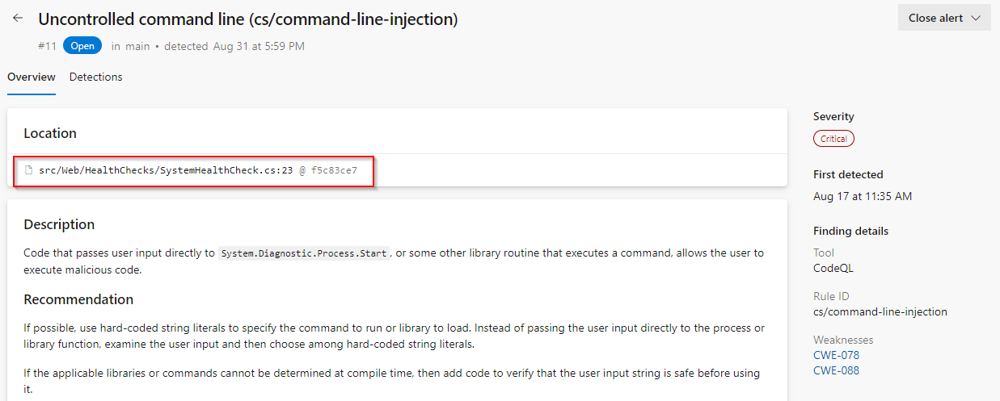 Uncontrolled command line (cs/command-line-injection)
Close alert
#11 Open in main • detected Aug 31 at 5:59 PM
Overview Detections
Location
src/Web/HealthChecks/SystemHealthCheck.cs:23 @ f5c83ce7
Description
Code that passes user input directly to System.Diagnostic.Process.Start, or some other library routine that executes a command, allows the user to
execute malicious code.
Recommendation
If possible, use hard-coded string literals to specify the command to run or library to load. Instead of passing the user input directly to the process or
library function, examine the user input and then choose among hard-coded string literals.
If the applicable libraries or commands cannot be determined at compile time, then add code to verify that the user input string is safe before using
it.
Severity
Critical
First detected
Aug 17 at 11:35 AM
Finding details
Tool
CodeQL
Rule ID
cs/command-line-injection
Weaknesses
CWE-078
CWE-088